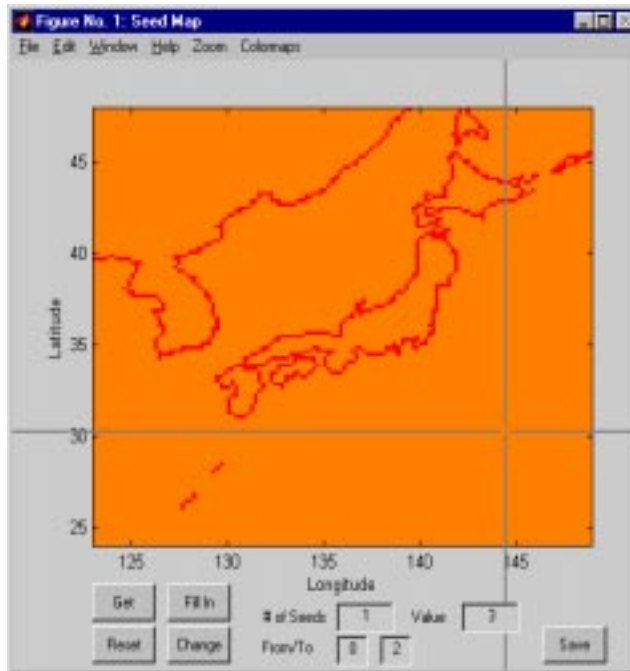 Figure No. 1: Seed Map
File Edit Window Help Zoom Colormaps
45
40
35
30
25
Latitude
125 130 135 140 145
Longitude
Get Fill In
# of Seeds 1 Value 3
Reset Change
From/To 0 2
Save